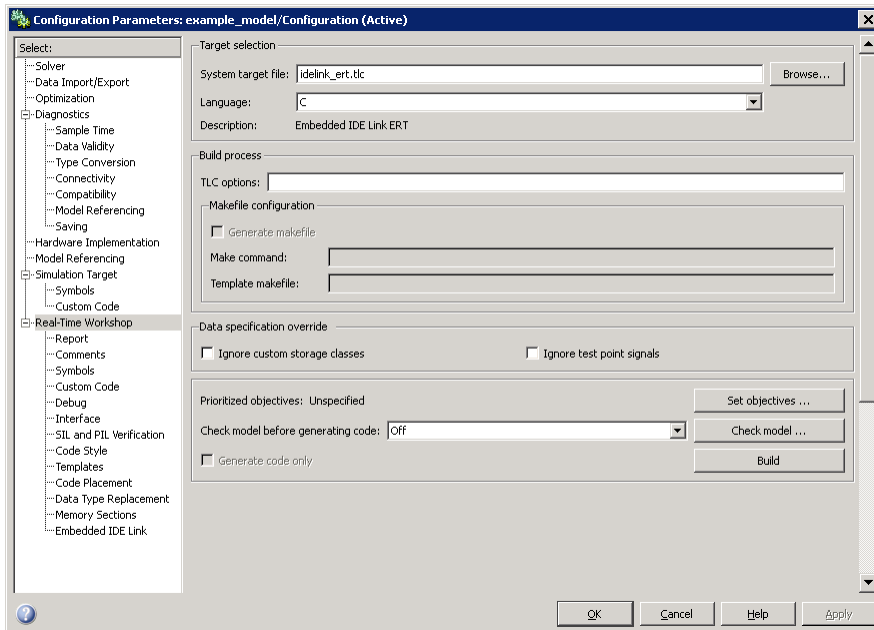 Configuration Parameters: example_model/Configuration (Active)
Select:
Solver
Data Import/Export
Optimization
Diagnostics
Sample Time
Data Validity
Type Conversion
Connectivity
Compatibility
Model Referencing
Saving
Hardware Implementation
Model Referencing
Simulation Target
Symbols
Custom Code
Real-Time Workshop
Report
Comments
Symbols
Custom Code
Debug
Interface
SIL and PIL Verification
Code Style
Templates
Code Placement
Data Type Replacement
Memory Sections
Embedded IDE Link
Target selection
System target file: idelink_ert.tlc Browse...
Language: C
Description: Embedded IDE Link ERT
Build process
TLC options:
Makefile configuration
Generate makefile
Make command:
Template makefile:
Data specification override
Ignore custom storage classes Ignore test point signals
Prioritized objectives: Unspecified Set objectives ...
Check model before generating code: Off Check model ...
Generate code only Build
? OK Cancel Help Apply